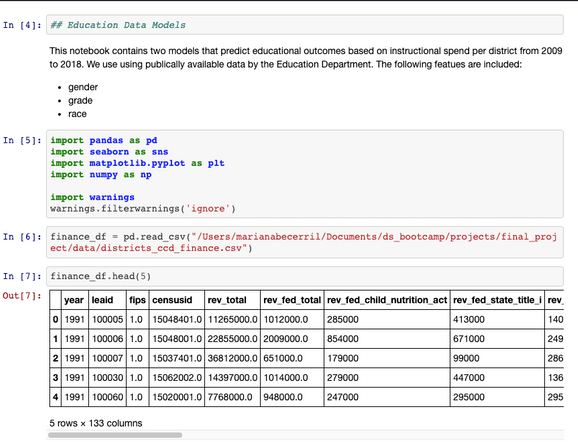 In [4]: ## Education Data Models
This notebook contains two models that predict educational outcomes based on instructional spend per district from 2009
to 2018. We use using publically available data by the Education Department. The following featues are included:
• gender
• grade
• race
In [5]: import pandas as pd
import seaborn as sns
import matplotlib.pyplot as plt
import numpy as np
import warnings
warnings.filterwarnings('ignore')
In [6]: finance_df = pd.read_csv("/Users/marianabecerril/Documents/ds_bootcamp/projects/final_proj
ect/data/districts_ccd_finance.csv")
In [7]: finance_df.head(5)
Out[7]: year leaid fips censusid rev_total rev_fed_total rev_fed_child_nutrition_act rev_fed_state_title_i rev_
0 1991 100005 1.0 15048401.0 11265000.0 1012000.0 285000 413000 140
1 1991 100006 1.0 15048001.0 22855000.0 2009000.0 854000 671000 249
2 1991 100007 1.0 15037401.0 36812000.0 651000.0 179000 99000 286
3 1991 100030 1.0 15062002.0 14397000.0 1014000.0 279000 447000 136
4 1991 100060 1.0 15020001.0 7768000.0 948000.0 247000 295000 295
5 rows × 133 columns